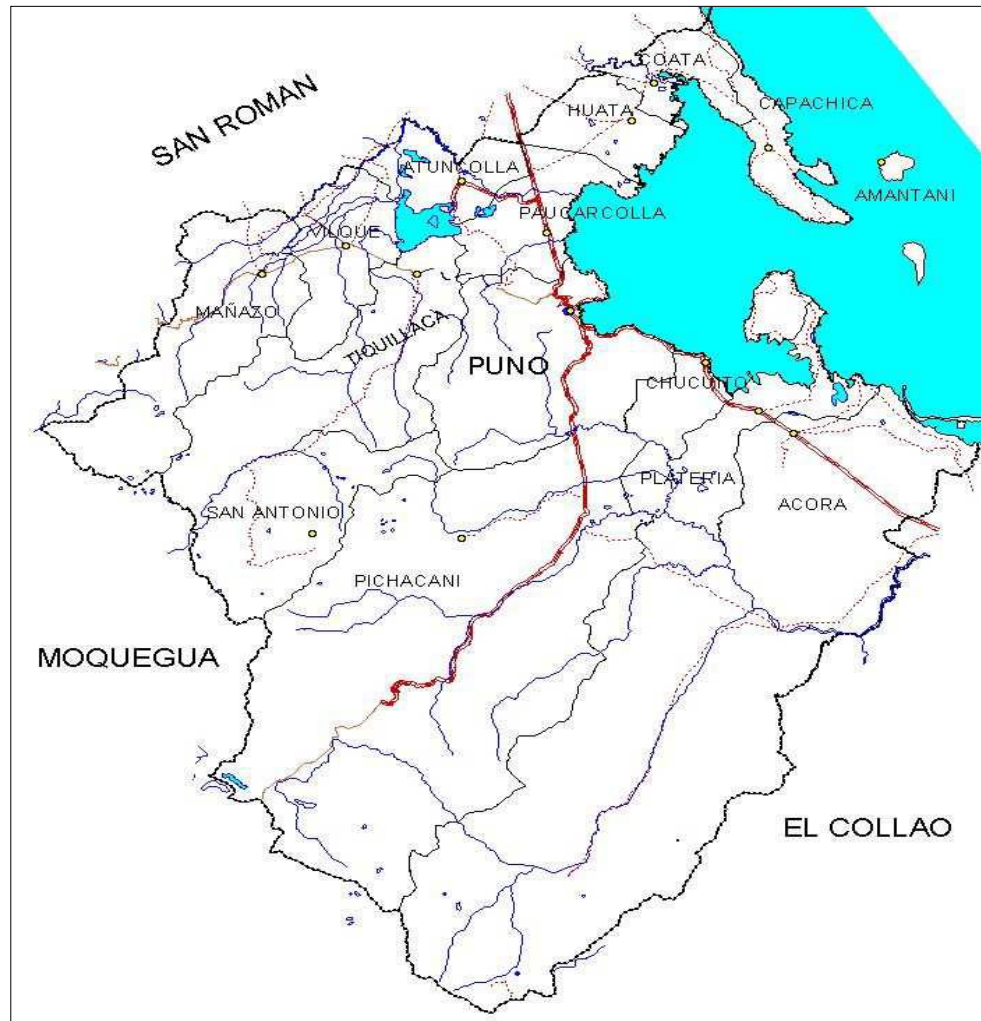 COATA
SAN ROMAN
HUATA
CAPACHICA
ATUNCOLLA
AMANTANI
PAUCARCOLLA
VILQUE
MAÑAZO
TIQUILLACA
PUNO
CHUCUITO
PLATERIA
SAN ANTONIO
ACORA
PICHACANI
MOQUEGUA
EL COLLAO